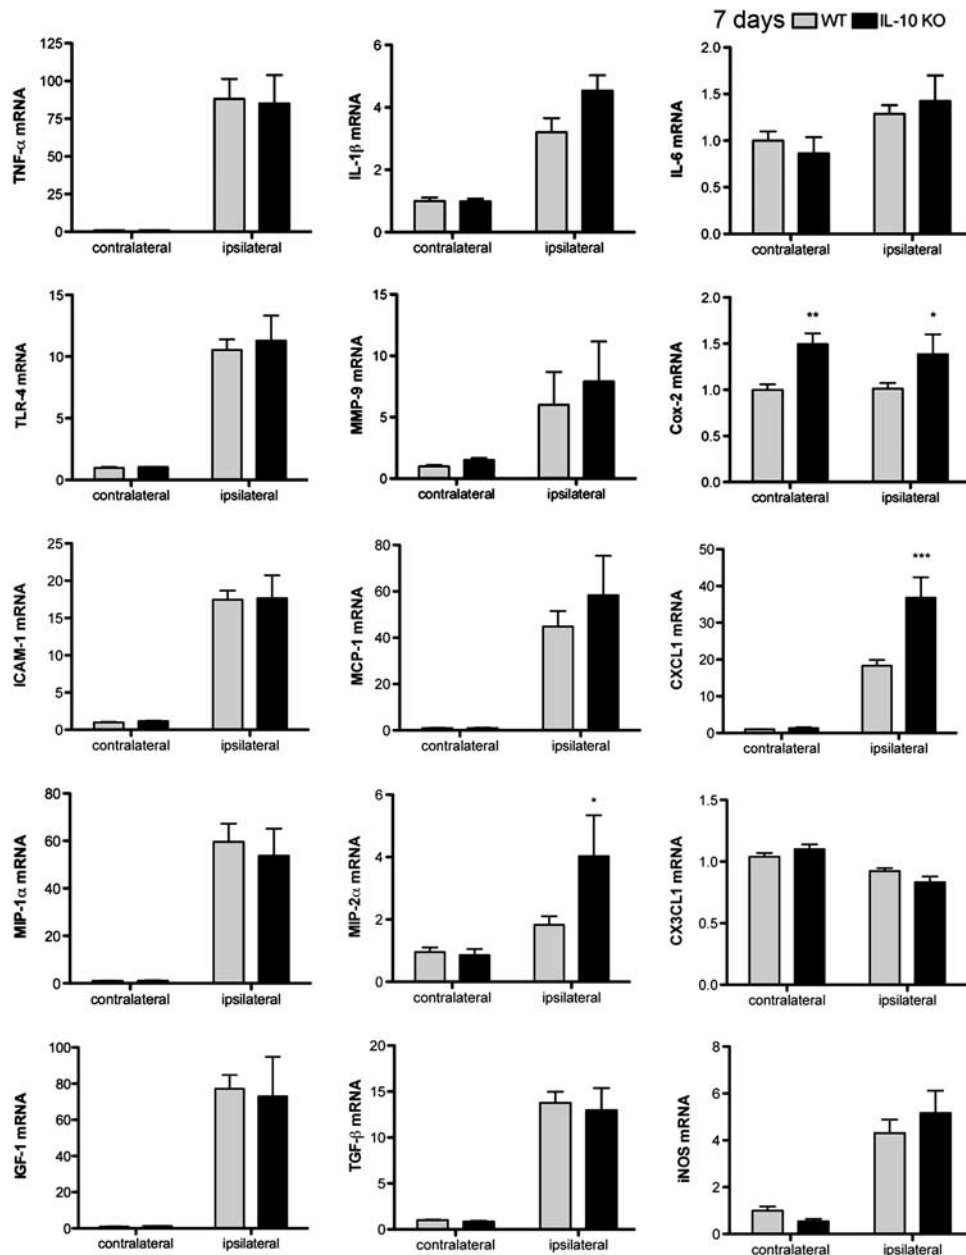 7 days WT IL-10 KO
TNF-α mRNA
125
100
75
50
25
0
contralateral ipsilateral
IL-1β mRNA
6
4
2
0
contralateral ipsilateral
IL-6 mRNA
2.0
1.5
1.0
0.5
0.0
contralateral ipsilateral
TLR-4 mRNA
15
10
5
0
contralateral ipsilateral
MMP-9 mRNA
15
10
5
0
contralateral ipsilateral
Cox-2 mRNA
2.0
1.5
1.0
0.5
0.0
** *
contralateral ipsilateral
ICAM-1 mRNA
25
20
15
10
5
0
contralateral ipsilateral
MCP-1 mRNA
80
60
40
20
0
contralateral ipsilateral
CXCL1 mRNA
50
40
30
20
10
0
***
contralateral ipsilateral
MIP-1α mRNA
80
60
40
20
0
contralateral ipsilateral
MIP-2α mRNA
6
4
2
0
*
contralateral ipsilateral
CX3CL1 mRNA
1.5
1.0
0.5
0.0
contralateral ipsilateral
IGF-1 mRNA
100
80
60
40
20
0
contralateral ipsilateral
TGF-β mRNA
20
15
10
5
0
contralateral ipsilateral
iNOS mRNA
8
6
4
2
0
contralateral ipsilateral